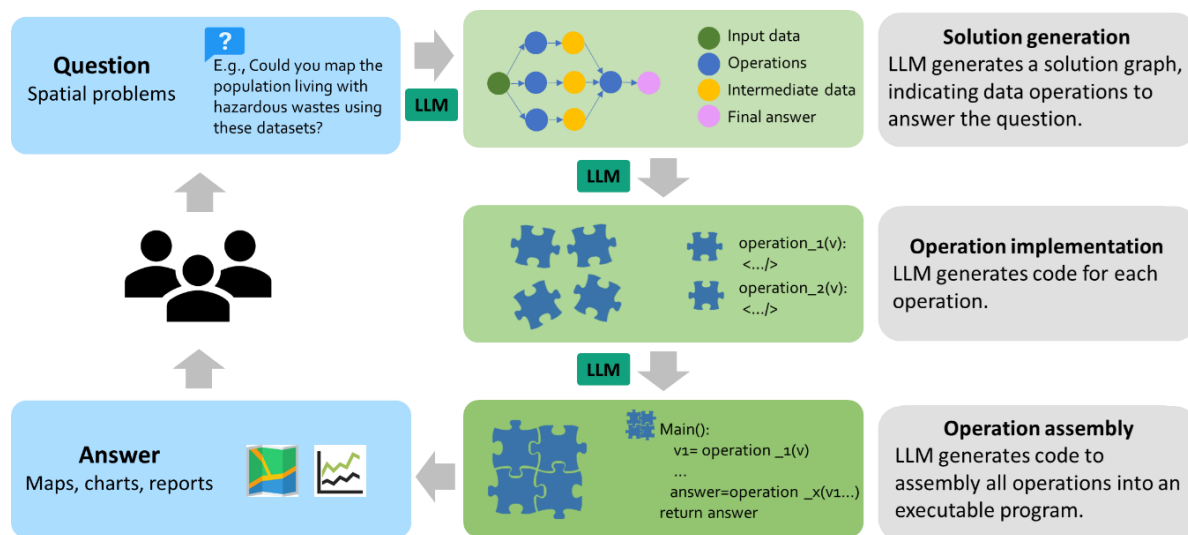 Question
Spatial problems
?
E.g., Could you map the
population living with
hazardous wastes using
these datasets?
LLM
Input data
Operations
Intermediate data
Final answer
Solution generation
LLM generates a solution graph,
indicating data operations to
answer the question.
LLM
operation_1(v):
<.../>
operation_2(v):
<.../>
Operation implementation
LLM generates code for each
operation.
LLM
Answer
Maps, charts, reports
Main():
v1= operation _1(v)
...
answer=operation _x(v1...)
return answer
Operation assembly
LLM generates code to
assembly all operations into an
executable program.